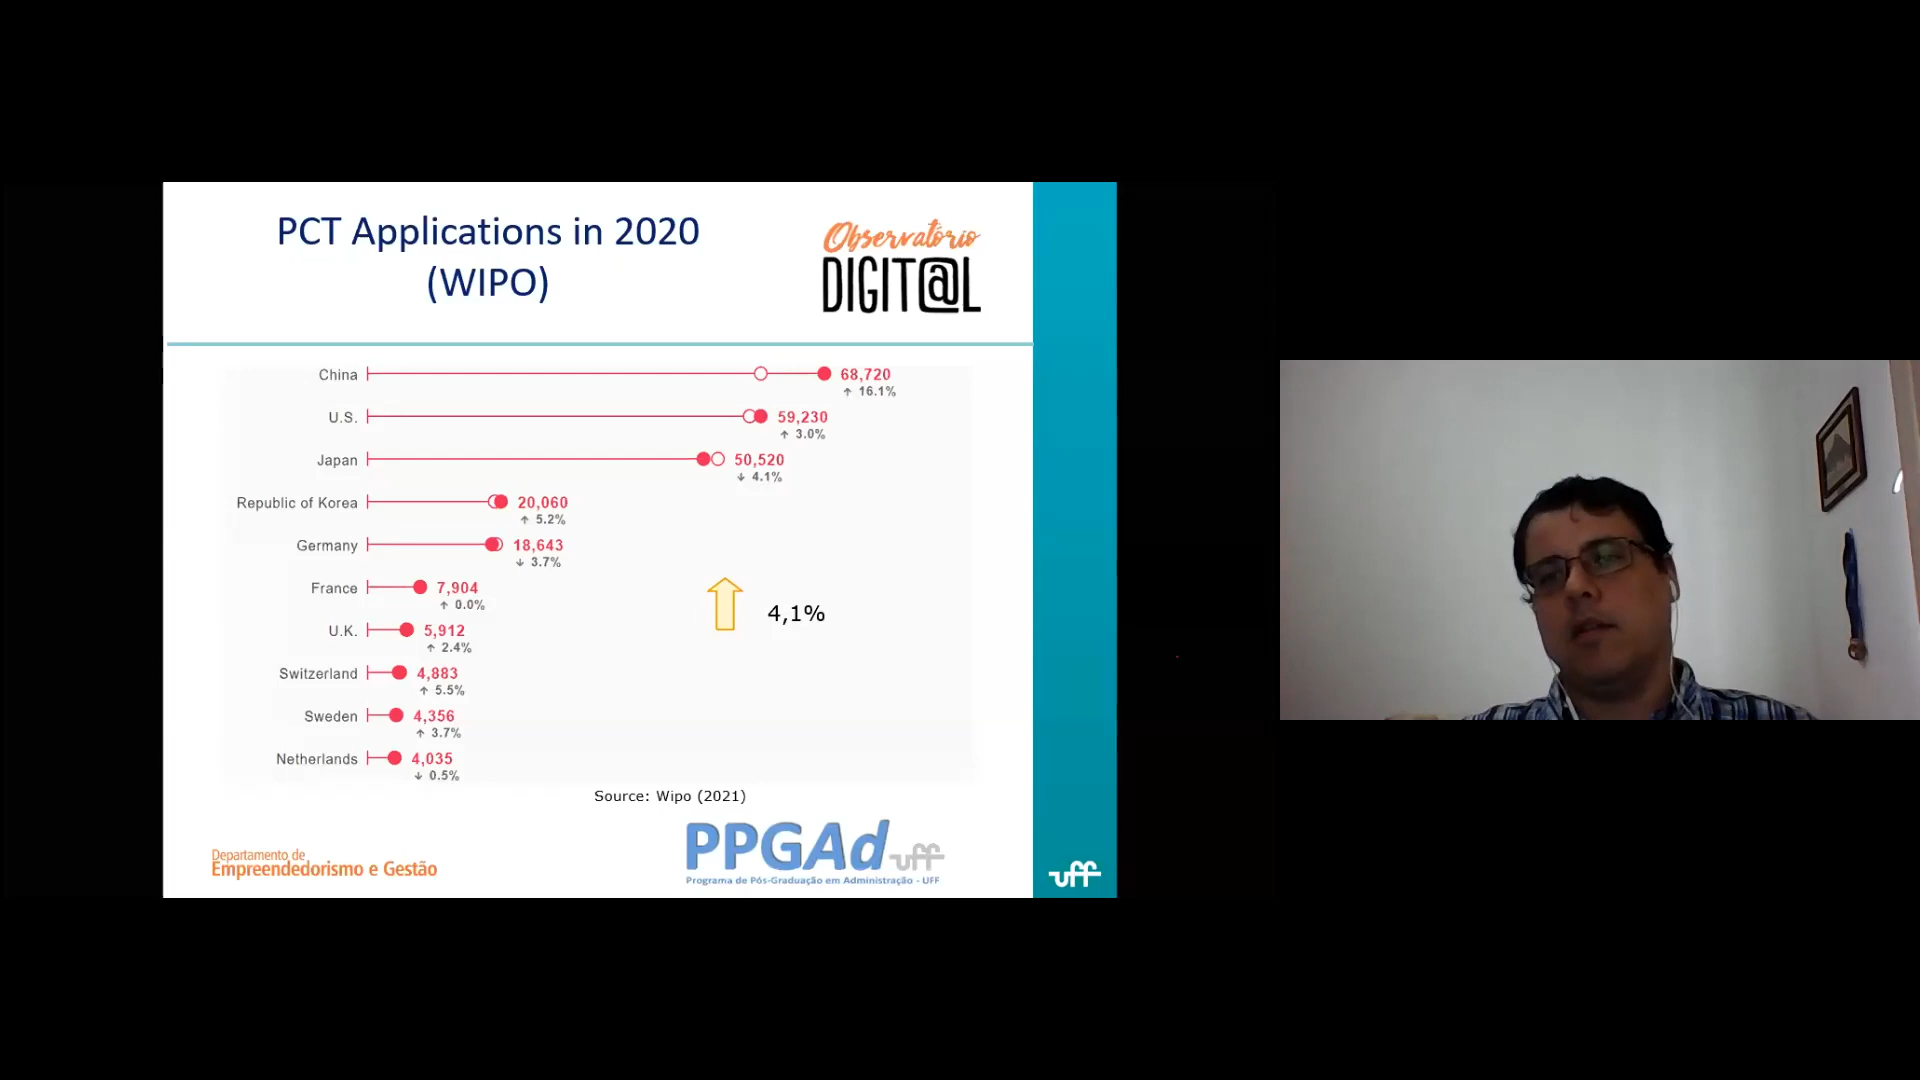 PCT Applications in 2020
(WIPO)
Observatório
DIGIT@L
China 68,720
↑ 16.1%
U.S. 59,230
↑ 3.0%
Japan 50,520
↓ 4.1%
Republic of Korea 20,060
↑ 5.2%
Germany 18,643
↓ 3.7%
France 7,904
↑ 0.0%
4,1%
U.K. 5,912
↑ 2.4%
Switzerland 4,883
↑ 5.5%
Sweden 4,356
↑ 3.7%
Netherlands 4,035
↓ 0.5%
Source: Wipo (2021)
Departamento de
Empreendedorismo e Gestão
PPGAd uff
Programa de Pós-Graduação em Administração - UFF
uff